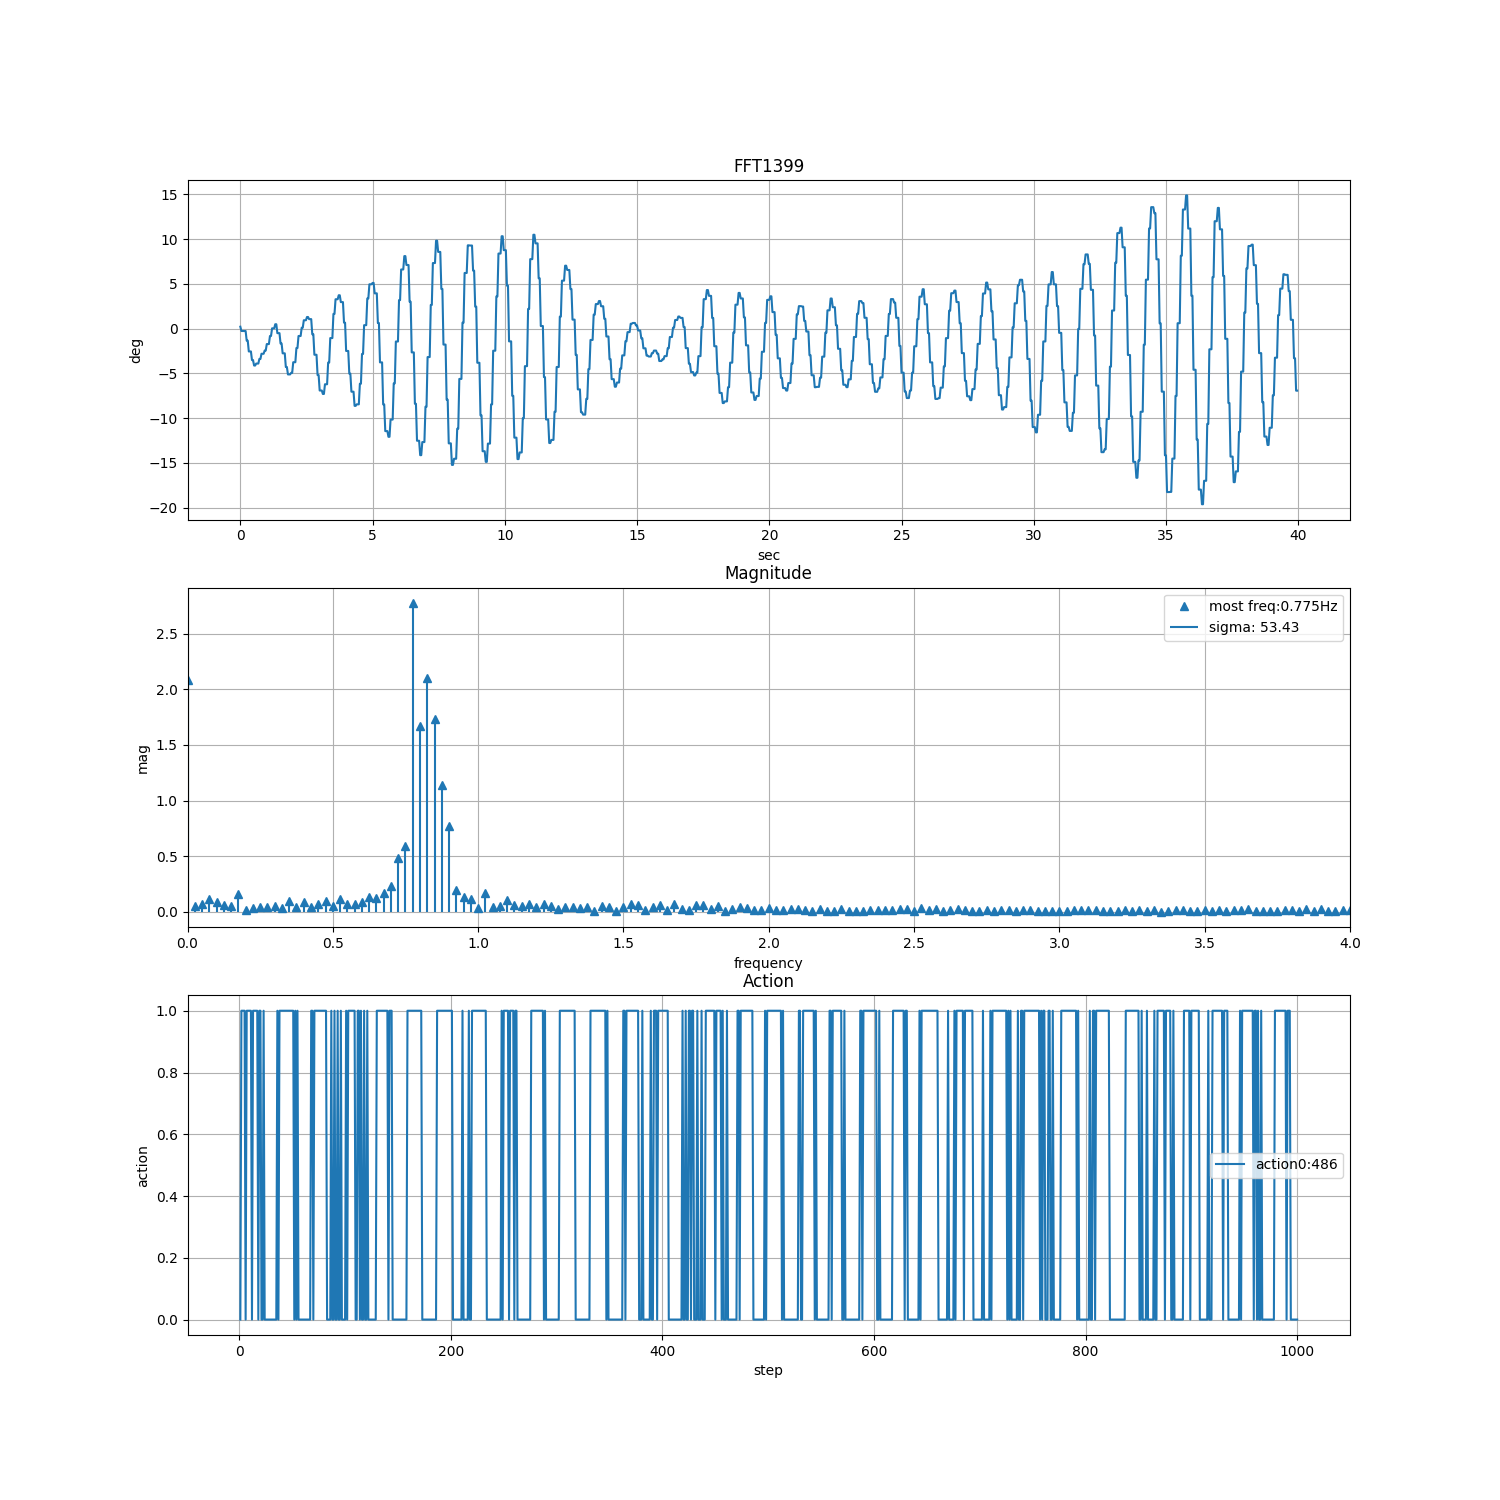 FFT1399
15
10
5
0
−5
−10
−15
−20
deg
0 5 10 15 20 25 30 35 40
sec
Magnitude
most freq:0.775Hz
sigma: 53.43
2.5
2.0
1.5
1.0
0.5
0.0
mag
0.0 0.5 1.0 1.5 2.0 2.5 3.0 3.5 4.0
frequency
Action
1.0
0.8
0.6
0.4
0.2
0.0
action
action0:486
0 200 400 600 800 1000
step